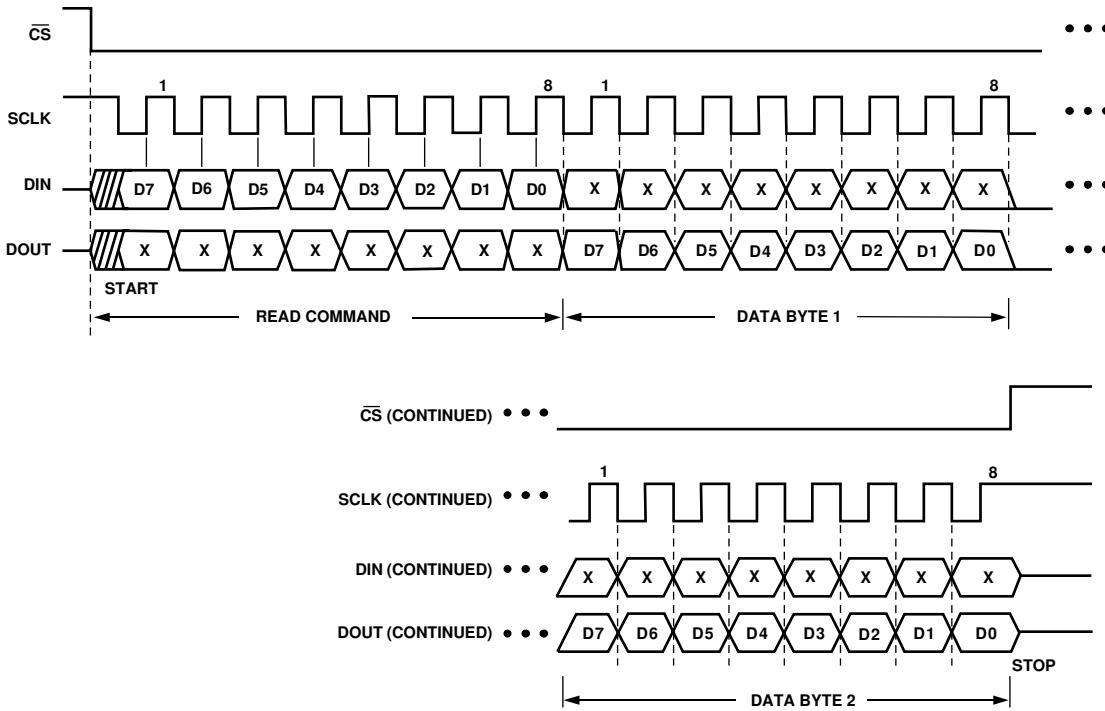 CS
1 8 1 8
SCLK
DIN D7 D6 D5 D4 D3 D2 D1 D0 X X X X X X X X
DOUT X X X X X X X X D7 D6 D5 D4 D3 D2 D1 D0
START
READ COMMAND DATA BYTE 1
CS (CONTINUED)
1 8
SCLK (CONTINUED)
DIN (CONTINUED) X X X X X X X X
DOUT (CONTINUED) D7 D6 D5 D4 D3 D2 D1 D0
STOP
DATA BYTE 2